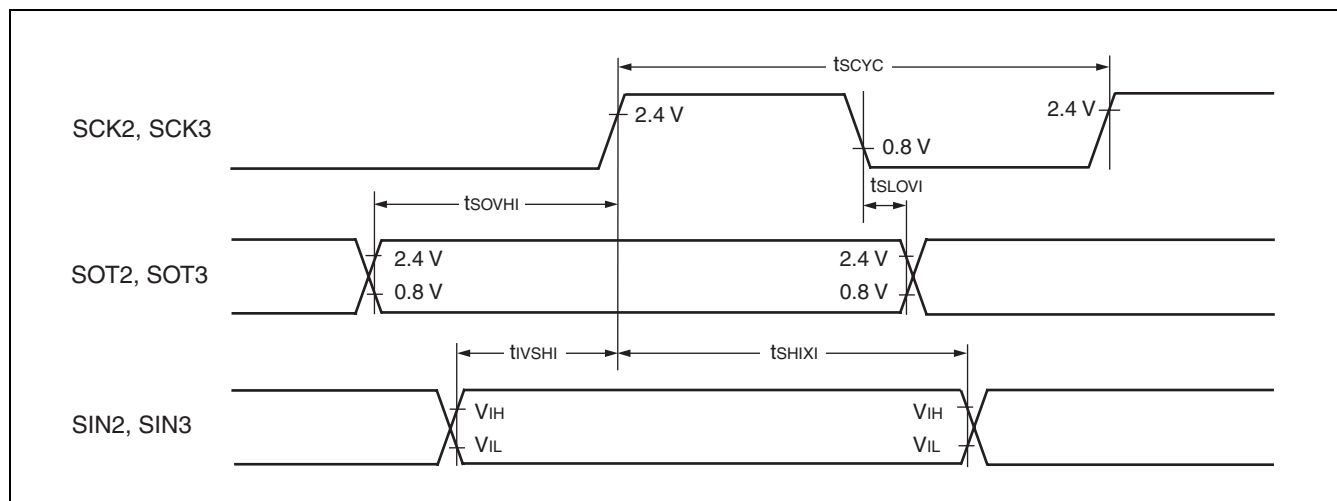 tSCYC
SCK2, SCK3
2.4 V
2.4 V
0.8 V
tSLOVI
tSOVHI
SOT2, SOT3
2.4 V
2.4 V
0.8 V
0.8 V
tIVSHI
tSHIXI
SIN2, SIN3
VIH
VIH
VIL
VIL